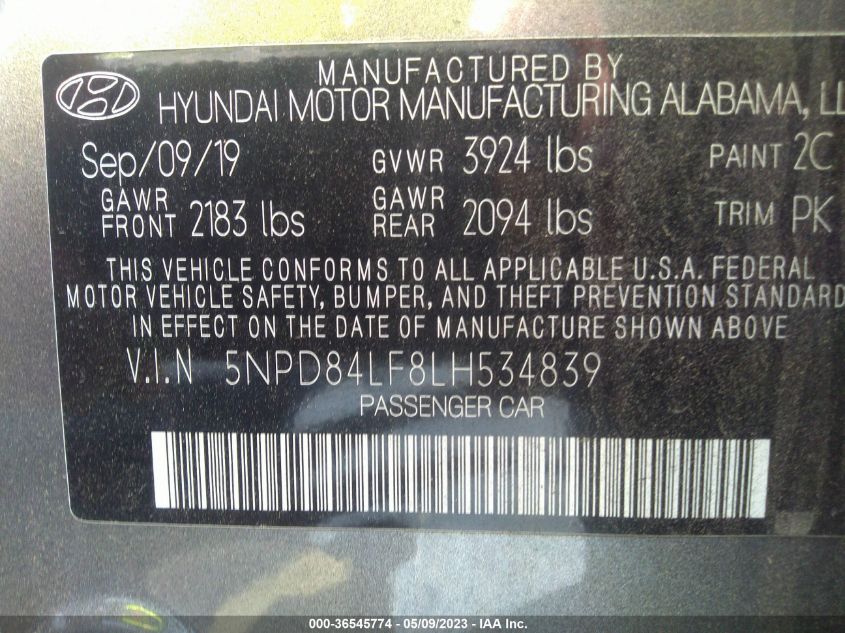 MANUFACTURED BY
HYUNDAI MOTOR MANUFACTURING ALABAMA, LL
Sep/09/19 GVWR 3924 lbs PAINT 2C
GAWR FRONT 2183 lbs GAWR REAR 2094 lbs TRIM PK
THIS VEHICLE CONFORMS TO ALL APPLICABLE U.S.A. FEDERAL
MOTOR VEHICLE SAFETY, BUMPER, AND THEFT PREVENTION STANDARD
IN EFFECT ON THE DATE OF MANUFACTURE SHOWN ABOVE
V.I.N 5NPD84LF8LH534839
PASSENGER CAR
000-36545774 - 05/09/2023 - IAA Inc.